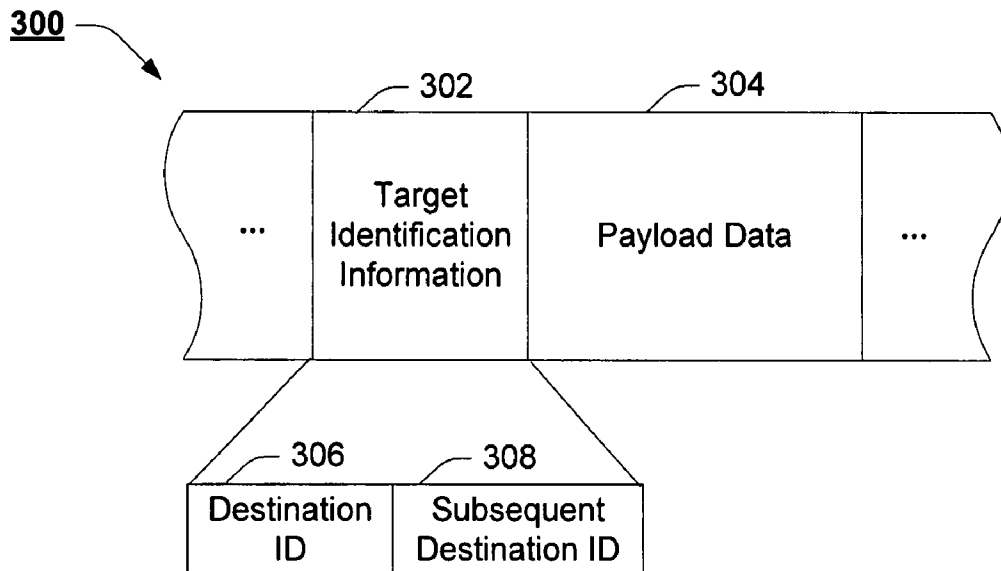 300
302
304
...
Target
Identification
Information
Payload Data
...
306
308
Destination
ID
Subsequent
Destination ID